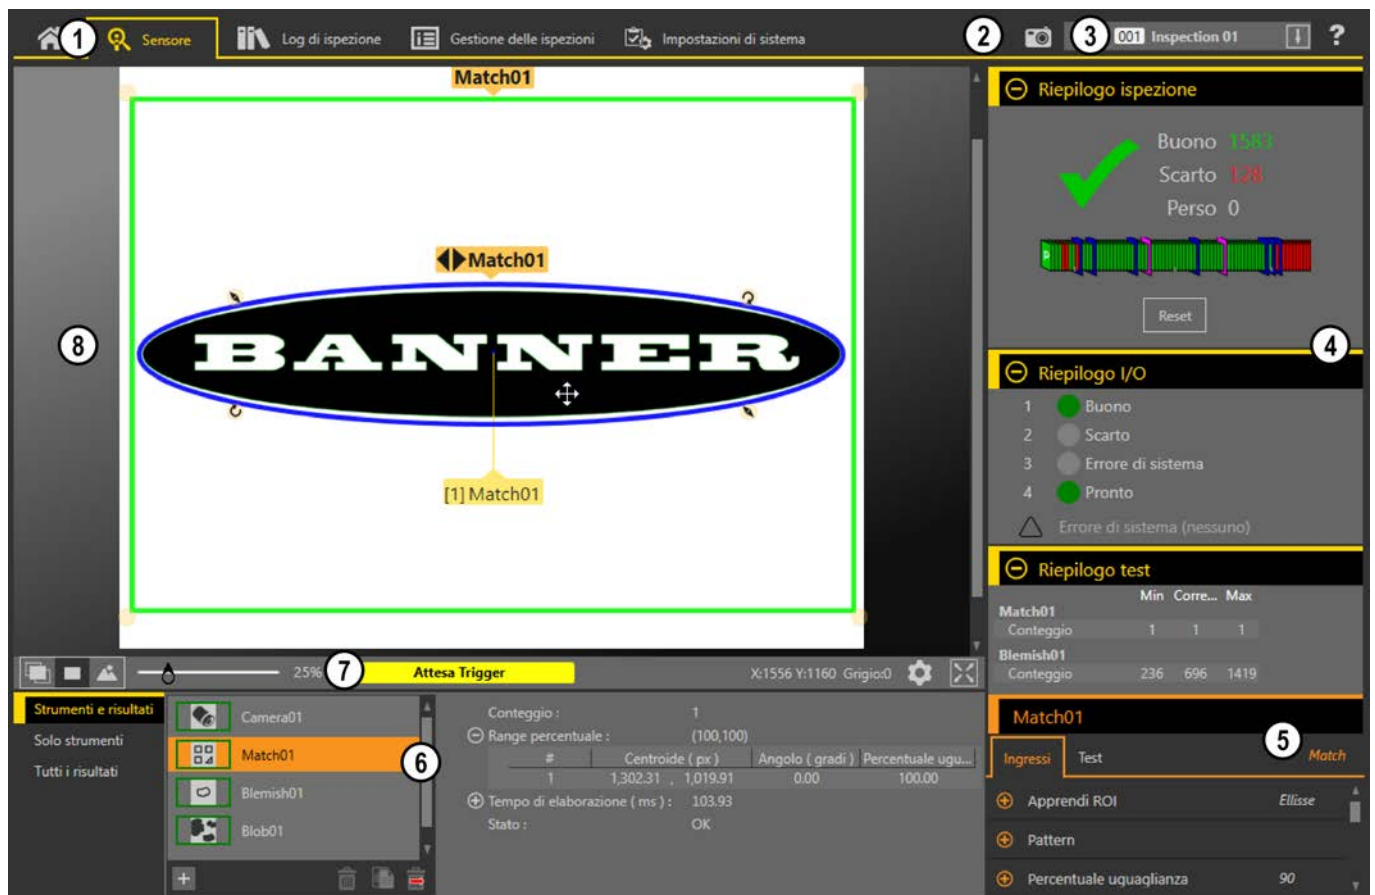 1 Sensore Log di ispezione Gestione delle ispezioni Impostazioni di sistema 2 3 001 Inspection 01 ?
Match01
Match01
BANNER
[1] Match01
8
Riepilogo ispezione
Buono 1583
Scarto 128
Perso 0
Reset
4
Riepilogo I/O
1 Buono
2 Scarto
3 Errore di sistema
4 Pronto
Errore di sistema (nessuno)
Riepilogo test
Min Corre... Max
Match01
Conteggio 1 1 1
Blemish01
Conteggio 236 696 1419
25% 7 Attesa Trigger X:1556 Y:1160 Grigio:0
Strumenti e risultati
Solo strumenti
Tutti i risultati
Camera01
Match01
6
Blemish01
Blob01
Conteggio : 1
Range percentuale : (100,100)
# Centroide ( px ) Angolo ( gradi ) Percentuale ugu...
1 1,302.31 , 1,019.91 0.00 100.00
Tempo di elaborazione ( ms ) : 103.93
Stato : OK
Match01
5
Ingressi Test Match
Apprendi ROI Ellisse
Pattern
Percentuale uguaglianza 90